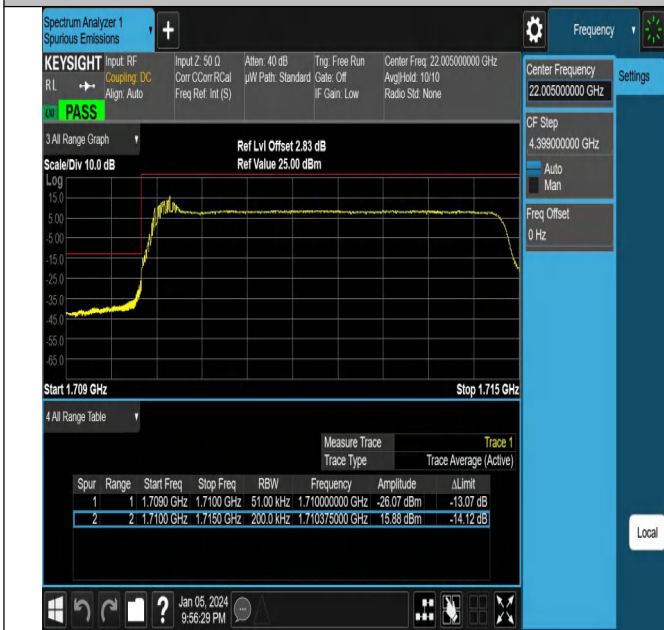 Spectrum Analyzer 1
Spurious Emissions
Frequency
KEYSIGHT
Input: RF
Coupling: DC
Align: Auto
Input Z: 50 Ω
Corr CCorr RCal
Freq Ref: Int (S)
Atten: 40 dB
µW Path: Standard
Trig: Free Run
Gate: Off
IF Gain: Low
Center Freq: 22.005000000 GHz
Avg|Hold: 10/10
Radio Std: None
RL
PASS
Center Frequency
22.005000000 GHz
Settings
CF Step
4.399000000 GHz
Auto
Man
Freq Offset
0 Hz
3 All Range Graph
Scale/Div 10.0 dB
Ref Lvl Offset 2.83 dB
Ref Value 25.00 dBm
Log
15.0
5.00
-5.00
-15.0
-25.0
-35.0
-45.0
-55.0
-65.0
Start 1.709 GHz
Stop 1.715 GHz
4 All Range Table
Measure Trace Trace 1
Trace Type Trace Average (Active)
Spur Range Start Freq Stop Freq RBW Frequency Amplitude ΔLimit
1 1 1.7090 GHz 1.7100 GHz 51.00 kHz 1.710000000 GHz -26.07 dBm -13.07 dB
2 2 1.7100 GHz 1.7150 GHz 200.0 kHz 1.710375000 GHz 15.88 dBm -14.12 dB
Local
Jan 05, 2024
9:56:29 PM